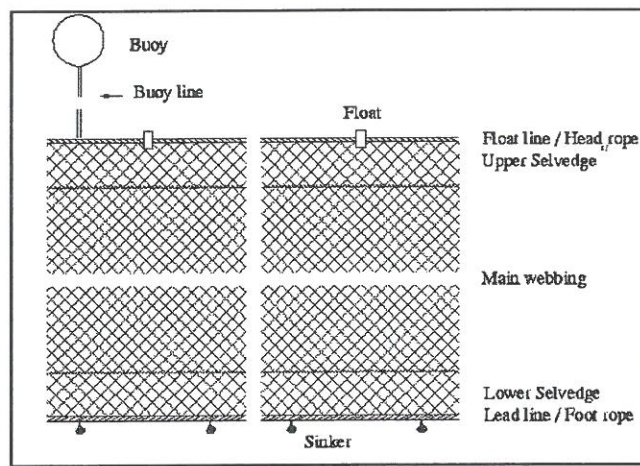 Buoy
Buoy line
Float
Float line / Head rope
Upper Selvedge
Main webbing
Lower Selvedge
Lead line / Foot rope
Sinker